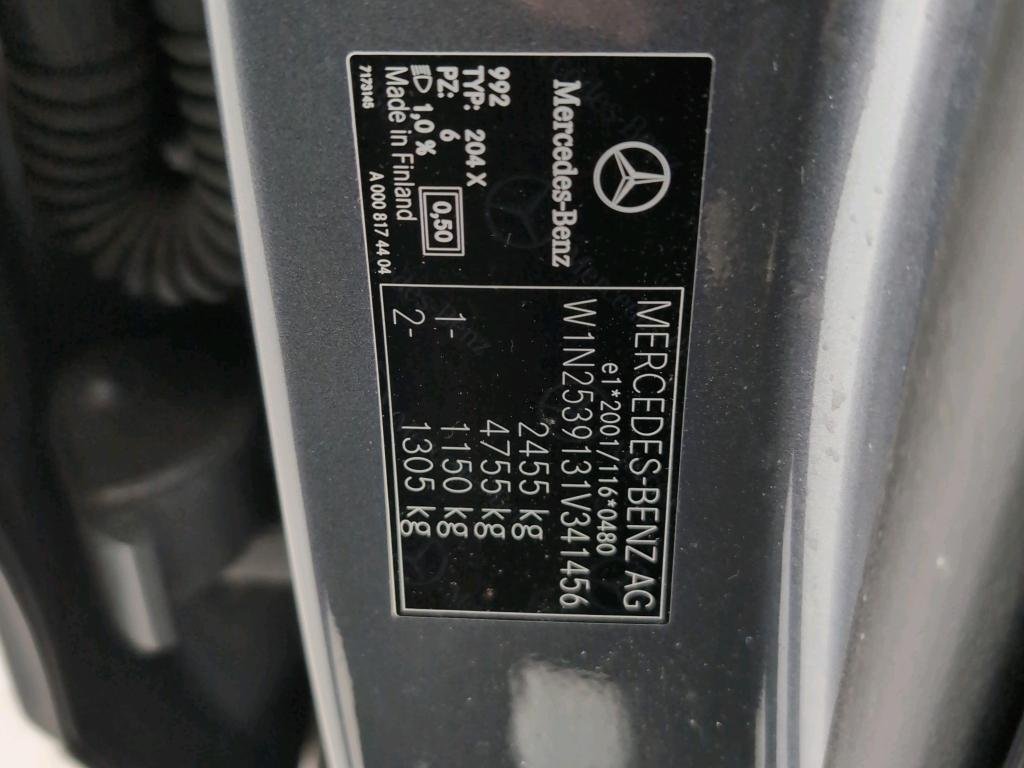 Mercedes-Benz
992
TYP: 204 X
PZ: 6
1,0 %
0,50
Made in Finland
7173145
A 000 817 44 04
MERCEDES-BENZ AG
e1*2001/116*0480
W1N2539131V341456
2455 kg
4755 kg
1- 1150 kg
2- 1305 kg